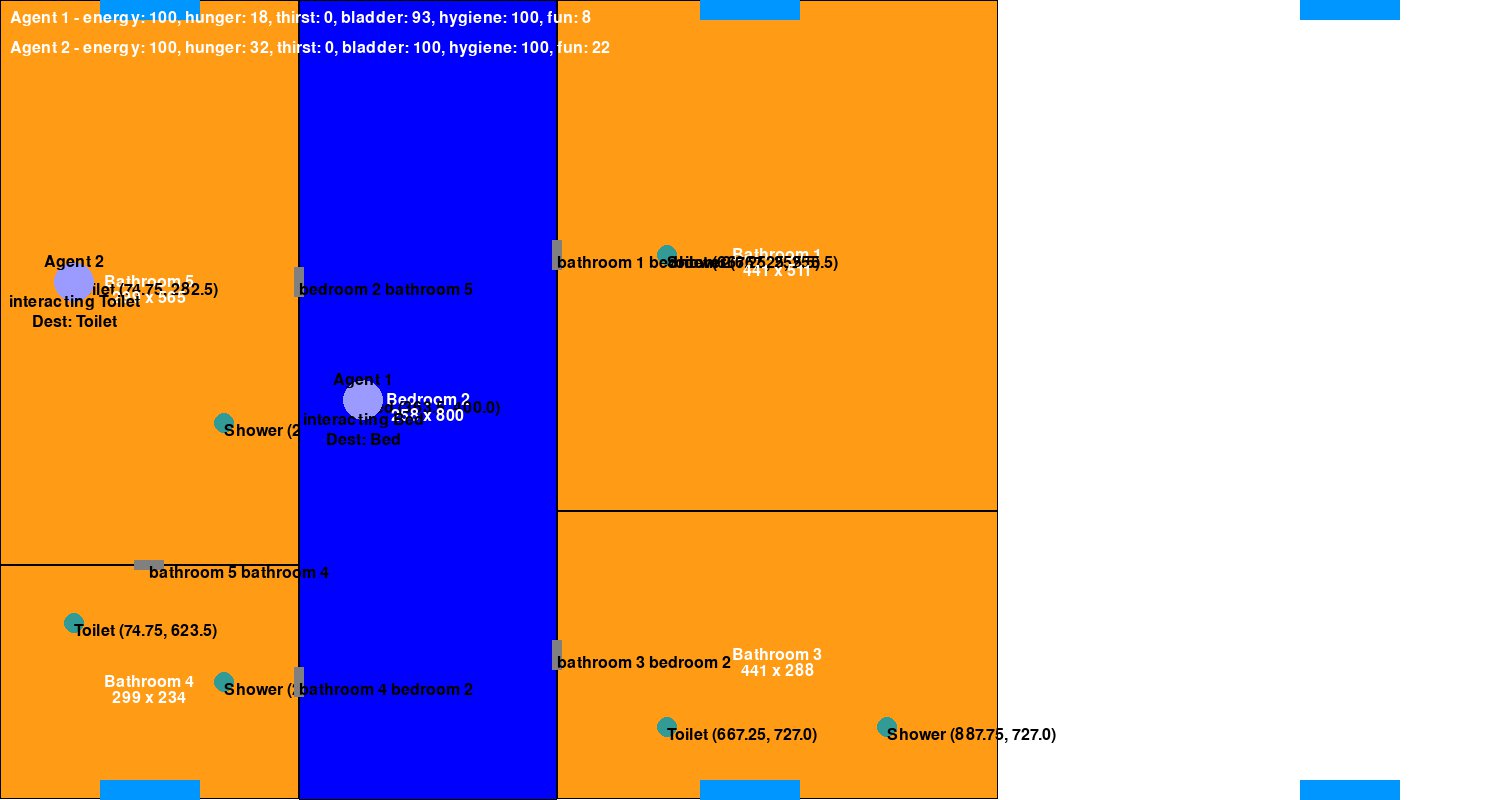 Agent 1 - energy: 100, hunger: 18, thirst: 0, bladder: 93, hygiene: 100, fun: 8
Agent 2 - energy: 100, hunger: 32, thirst: 0, bladder: 100, hygiene: 100, fun: 22
Agent 2
Bathroom 5
x 565
interacting Toilet
Dest: Toilet
bedroom 2 bathroom 5
bathroom 1
Bathroom 1
441 x 511
Agent 1
Bedroom 2
258 x 800
interacting Bed
Dest: Bed
Shower (2
bathroom 5 bathroom 4
Toilet (74.75, 623.5)
Bathroom 4
299 x 234
Shower (
bathroom 4 bedroom 2
bathroom 3 bedroom 2
Bathroom 3
441 x 288
Toilet (667.25, 727.0)
Shower (887.75, 727.0)